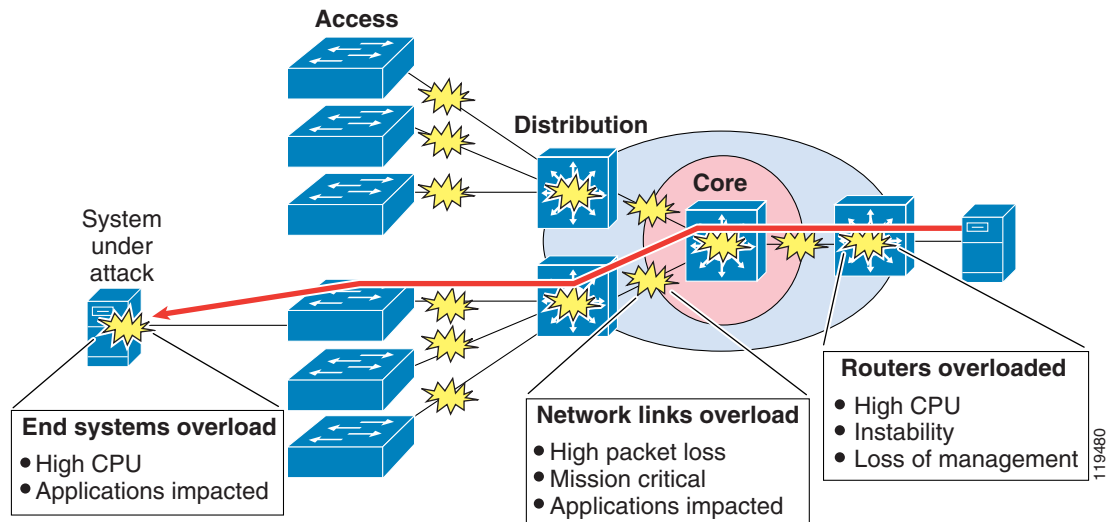 Access
Distribution
Core
System
under
attack
End systems overload
• High CPU
• Applications impacted
Network links overload
• High packet loss
• Mission critical
• Applications impacted
Routers overloaded
• High CPU
• Instability
• Loss of management
119480